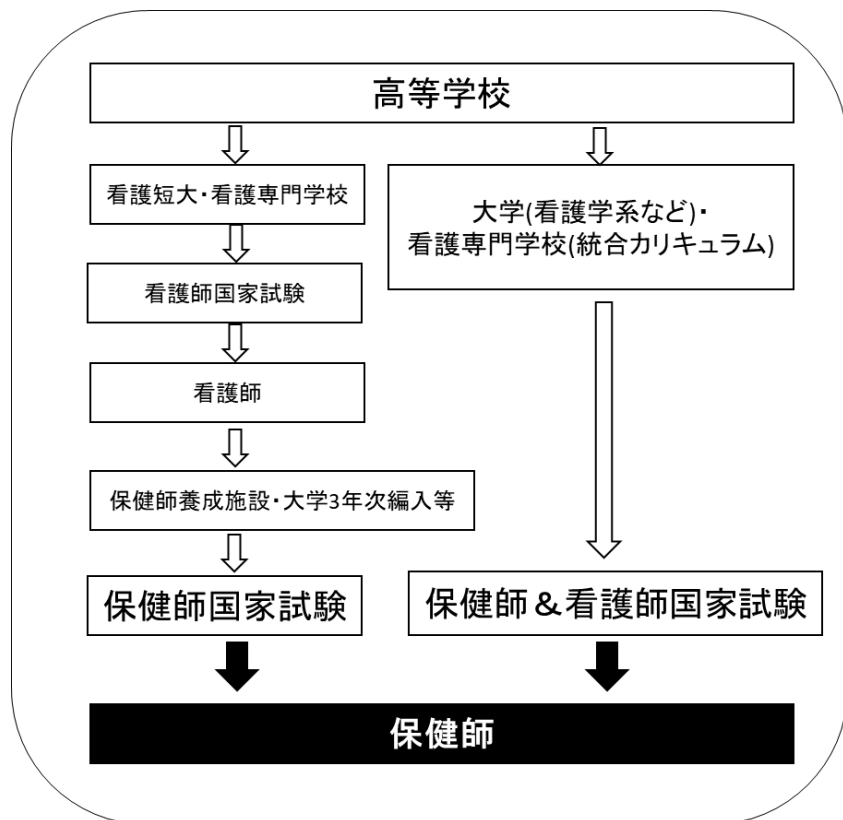 高等学校
看護短大・看護専門学校
看護師国家試験
看護師
保健師養成施設・大学3年次編入等
保健師国家試験
大学(看護学系など)・
看護専門学校(統合カリキュラム)
保健師＆看護師国家試験
保健師